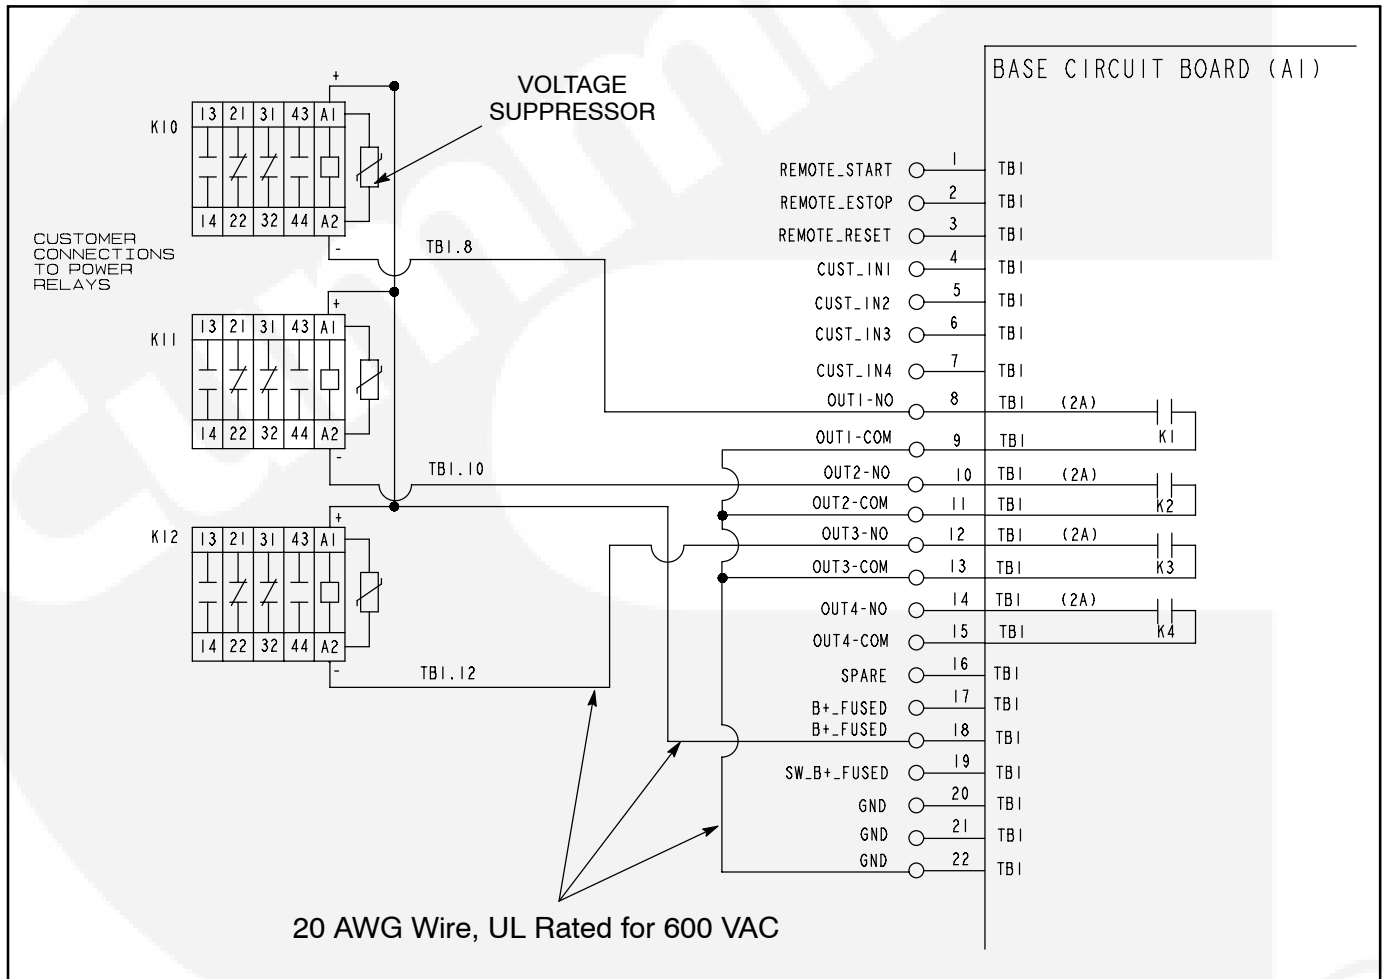 BASE CIRCUIT BOARD (A1)
VOLTAGE
SUPPRESSOR
CUSTOMER
CONNECTIONS
TO POWER
RELAYS
K10
+
13 21 31 43 A1
14 22 32 44 A2
-
TB1.8
K11
+
13 21 31 43 A1
14 22 32 44 A2
-
TB1.10
K12
+
13 21 31 43 A1
14 22 32 44 A2
-
TB1.12
REMOTE_START 1 TB1
REMOTE_ESTOP 2 TB1
REMOTE_RESET 3 TB1
CUST_IN1 4 TB1
CUST_IN2 5 TB1
CUST_IN3 6 TB1
CUST_IN4 7 TB1
OUT1-NO 8 TB1 (2A)
K1
OUT1-COM 9 TB1
OUT2-NO 10 TB1 (2A)
K2
OUT2-COM 11 TB1
OUT3-NO 12 TB1 (2A)
K3
OUT3-COM 13 TB1
OUT4-NO 14 TB1 (2A)
K4
OUT4-COM 15 TB1
SPARE 16 TB1
B+_FUSED 17 TB1
B+_FUSED 18 TB1
SW_B+_FUSED 19 TB1
GND 20 TB1
GND 21 TB1
GND 22 TB1
20 AWG Wire, UL Rated for 600 VAC